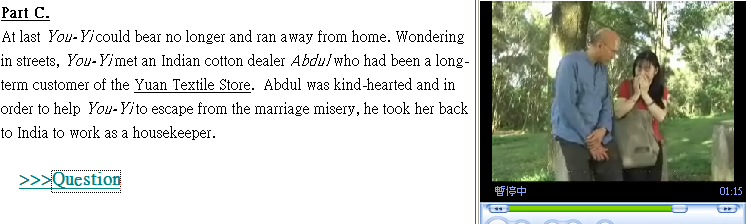 Part C.
At last You-Yi could bear no longer and ran away from home. Wondering
in streets, You-Yi met an Indian cotton dealer Abdul who had been a long-
term customer of the Yuan Textile Store. Abdul was kind-hearted and in
order to help You-Yi to escape from the marriage misery, he took her back
to India to work as a housekeeper.
>>>Question
暫停中 01:15